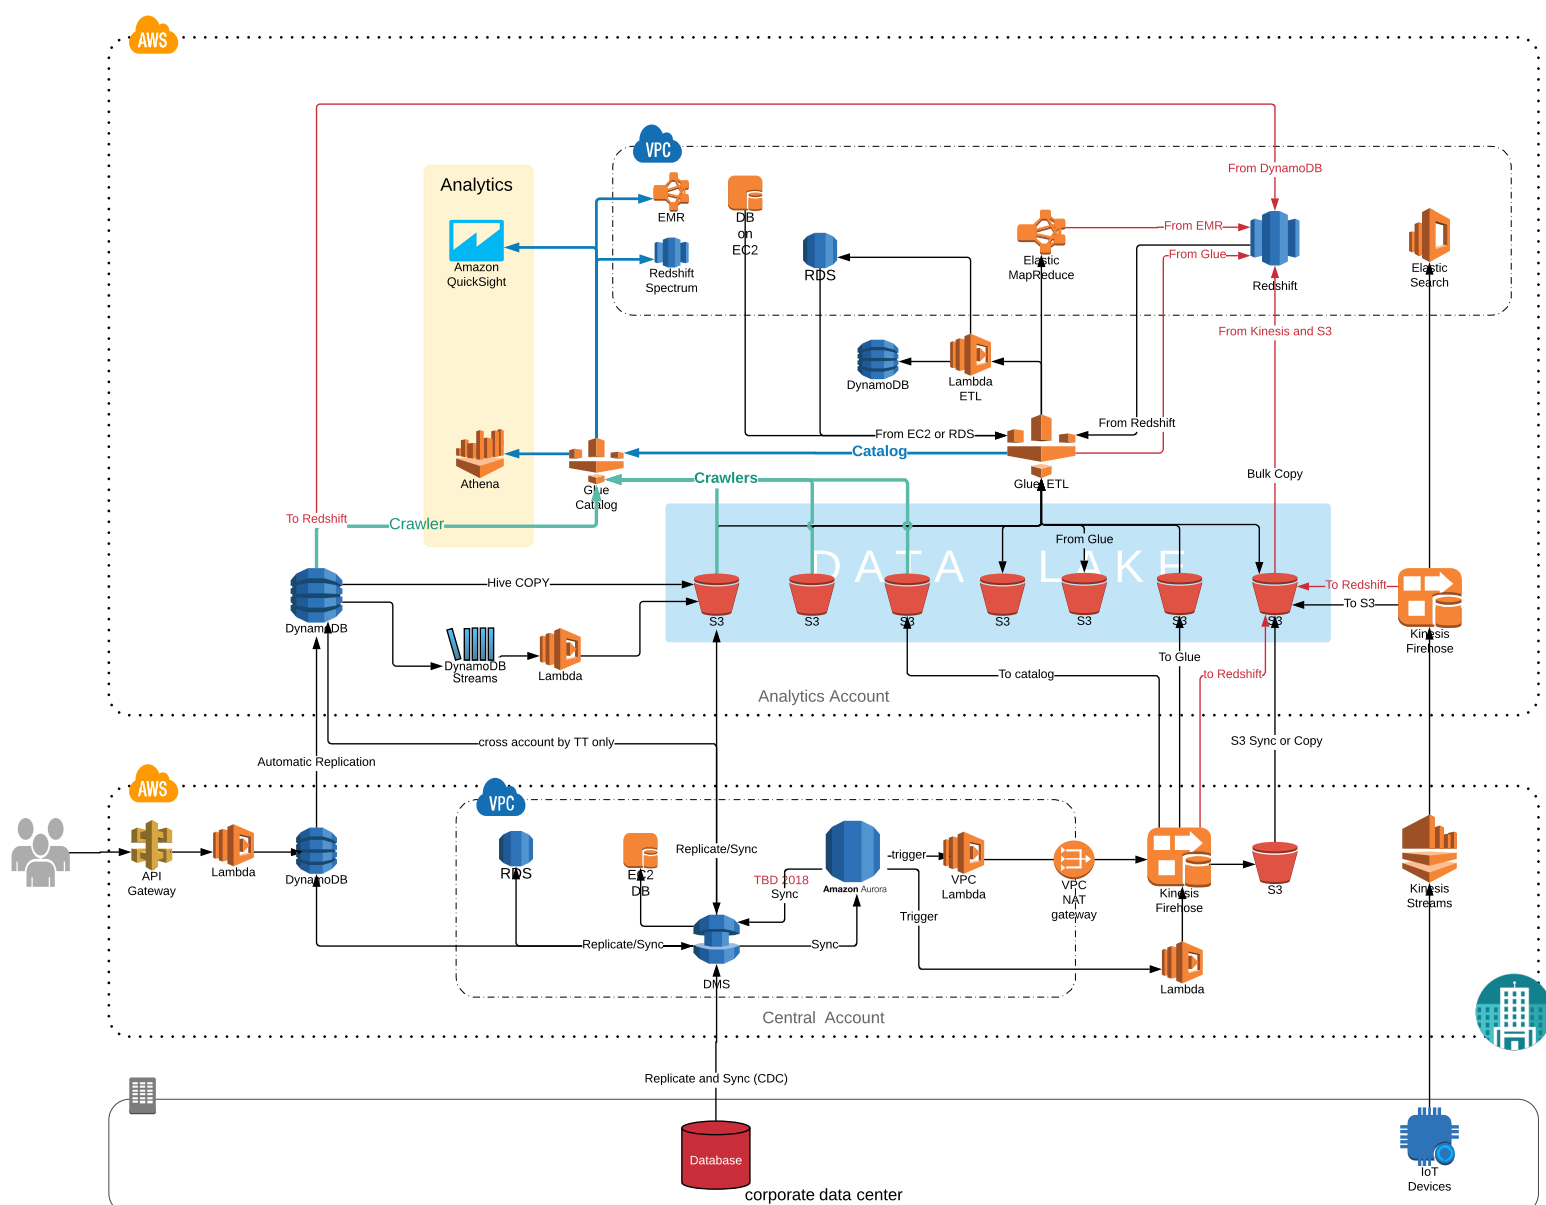 AWS
From DynamoDB
VPC
Analytics
EMR
DB
on
EC2
RDS
Elastic
MapReduce
From EMR
From Glue
Redshift
Elastic
Search
Amazon
QuickSight
Redshift
Spectrum
From Kinesis and S3
DynamoDB
Lambda
ETL
From EC2 or RDS
From Redshift
Catalog
Athena
Glue
Catalog
Crawlers
Glue ETL
Bulk Copy
To Redshift
Crawler
From Glue
DATA LAKE
Hive COPY
DynamoDB
S3
S3
S3
S3
S3
S3
S3
To Redshift
To S3
Kinesis
Firehose
DynamoDB
Streams
Lambda
To Glue
To catalog
to Redshift
Analytics Account
cross account by TT only
S3 Sync or Copy
Automatic Replication
AWS
VPC
API
Gateway
Lambda
DynamoDB
RDS
EC2
DB
Replicate/Sync
TBD 2018
Sync
Amazon Aurora
trigger
VPC
Lambda
VPC
NAT
gateway
Kinesis
Firehose
S3
Kinesis
Streams
Trigger
Replicate/Sync
Sync
DMS
Lambda
Central Account
Replicate and Sync (CDC)
Database
corporate data center
IoT
Devices